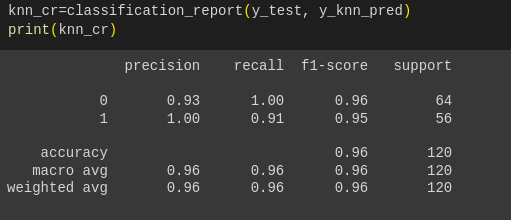 knn_cr=classification_report(y_test, y_knn_pred)
print(knn_cr)
precision recall f1-score support
0 0.93 1.00 0.96 64
1 1.00 0.91 0.95 56
accuracy 0.96 120
macro avg 0.96 0.96 0.96 120
weighted avg 0.96 0.96 0.96 120